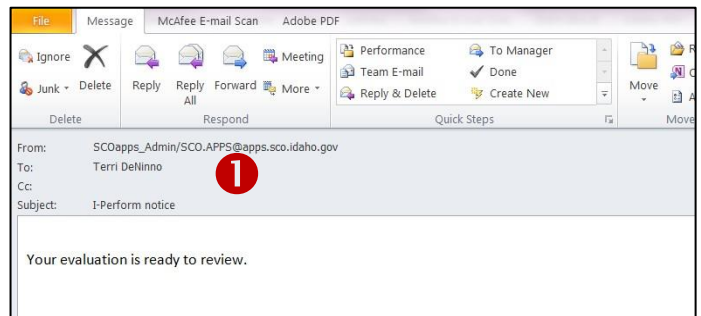 File Message McAfee E-mail Scan Adobe PDF
Ignore Meeting Performance To Manager
Junk Delete Reply Reply All Forward More Team E-mail Done Move
Reply & Delete Create New
Delete Respond Quick Steps Move
From: SCOapps_Admin/SCO.APPS@apps.sco.idaho.gov
To: Terri DeNinno
1
Cc:
Subject: I-Perform notice
Your evaluation is ready to review.